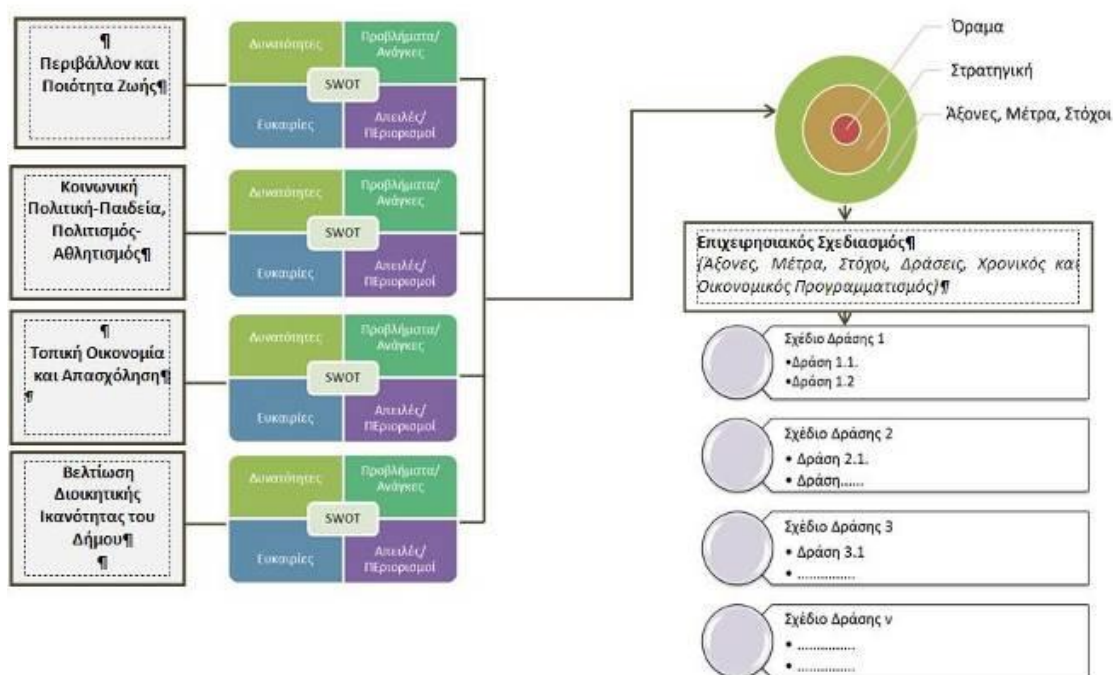 ¶
Περιβάλλον και
Ποιότητα Ζωής¶
Δυνατότητες
Προβλήματα/
Ανάγκες
SWOT
Ευκαιρίες
Απειλές/
ΠΕριορισμοί
Κοινωνική
Πολιτική-Παιδεία,
Πολιτισμός-
Αθλητισμός¶
Δυνατότητες
Προβλήματα/
Ανάγκες
SWOT
Ευκαιρίες
Απειλές/
ΠΕριορισμοί
¶
Τοπική Οικονομία
και Απασχόληση¶
¶
Δυνατότητες
Προβλήματα/
Ανάγκες
SWOT
Ευκαιρίες
Απειλές/
ΠΕριορισμοί
Βελτίωση
Διοικητικής
Ικανότητας του
Δήμου¶
¶
Δυνατότητες
Προβλήματα/
Ανάγκες
SWOT
Ευκαιρίες
Απειλές/
ΠΕριορισμοί
Όραμα
Στρατηγική
Άξονες, Μέτρα, Στόχοι
Επιχειρησιακός Σχεδιασμός¶
(Άξονες, Μέτρα, Στόχοι, Δράσεις, Χρονικός και
Οικονομικός Προγραμματισμός)¶
Σχέδιο Δράσης 1
•Δράση 1.1.
•Δράση 1.2
Σχέδιο Δράσης 2
• Δράση 2.1.
• Δράση......
Σχέδιο Δράσης 3
• Δράση 3.1
• ...............
Σχέδιο Δράσης ν
• ...............
• ...............